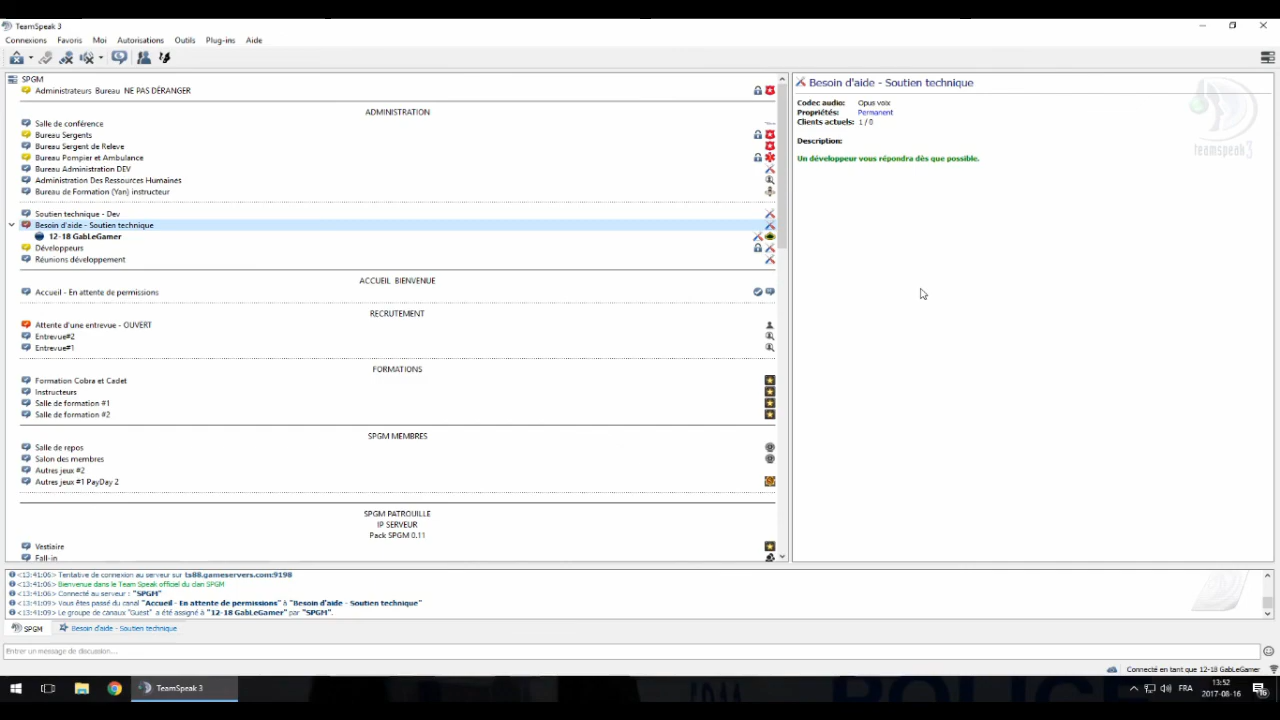 TeamSpeak 3
Connexions Favoris Moi Autorisations Outils Plug-ins Aide
SPGM
Administrateurs Bureau NE PAS DÉRANGER
ADMINISTRATION
Salle de conférence
Bureau Sergents
Bureau Sergent de Releve
Bureau Pompier et Ambulance
Bureau Administration DEV
Administration Des Ressources Humaines
Bureau de Formation (Yan) instructeur
Soutien technique - Dev
Besoin d'aide - Soutien technique
12-18 GabLeGamer
Développeurs
Réunions développement
ACCUEIL BIENVENUE
Accueil - En attente de permissions
RECRUTEMENT
Attente d'une entrevue - OUVERT
Entrevue#2
Entrevue#1
FORMATIONS
Formation Cobra et Cadet
Instructeurs
Salle de formation #1
Salle de formation #2
SPGM MEMBRES
Salle de repos
Salon des membres
Autres jeux #2
Autres jeux #1 PayDay 2
SPGM PATROUILLE
IP SERVEUR
Pack SPGM 0.11
Vestiaire
Fall-in
Besoin d'aide - Soutien technique
Codec audio: Opus voix
Propriétés: Permanent
Clients actuels: 1 / 0
Description:
Un développeur vous répondra dès que possible.
teamspeak3
<13:41:06> Tentative de connexion au serveur sur ts88.gameservers.com:9198
<13:41:06> Bienvenue dans le Team Speak officiel du clan SPGM
<13:41:06> Connecté au serveur : "SPGM"
<13:41:09> Vous êtes passé du canal "Accueil - En attente de permissions" à "Besoin d'aide - Soutien technique"
<13:41:09> Le groupe de canaux "Guest" a été assigné à "12-18 GabLeGamer" par "SPGM".
SPGM Besoin d'aide - Soutien technique
Entrer un message de discussion...
Connecté en tant que 12-18 GabLeGamer
TeamSpeak 3
FRA
13:52
2017-08-16